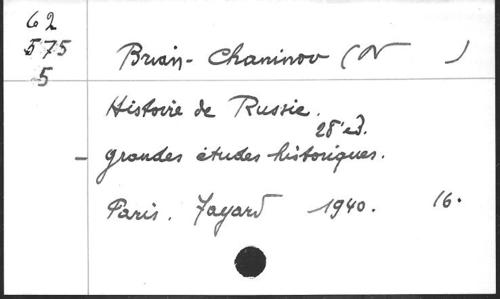 62
575
5
Brian-Chaninov (N )
Histoire de Russie.
28e éd.
- grandes études historiques.
Paris. Fayard 1940. 16.